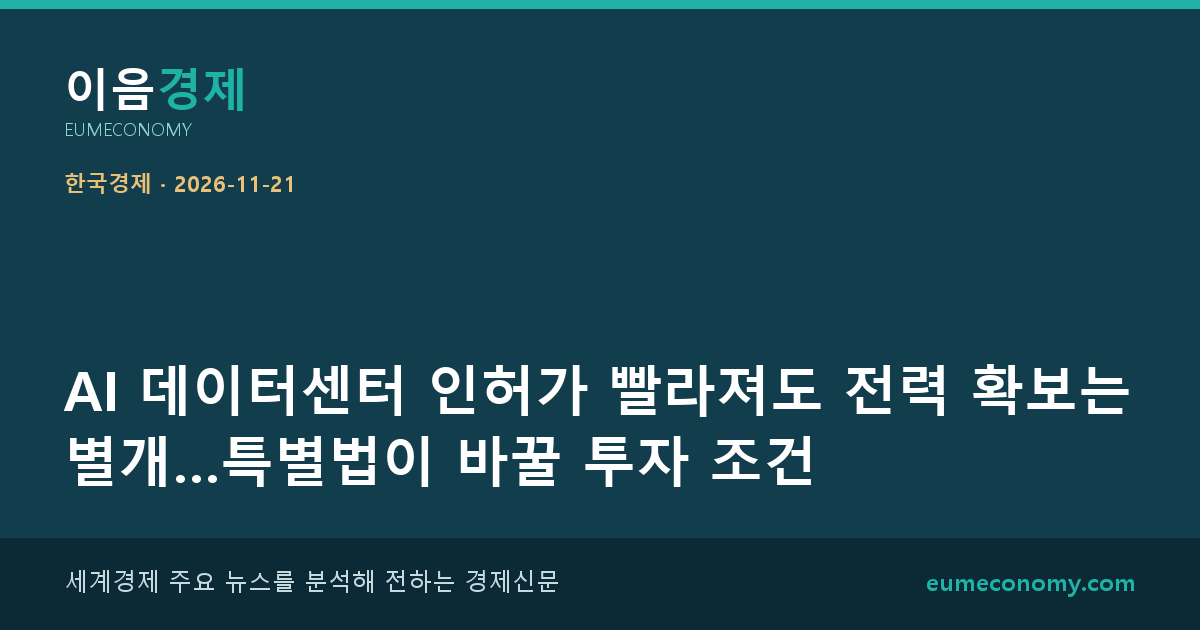 이음경제
EUMECONOMY
한국경제 · 2026-11-21
AI 데이터센터 인허가 빨라져도 전력 확보는
별개...특별법이 바꿀 투자 조건
세계경제 주요 뉴스를 분석해 전하는 경제신문
eumeconomy.com